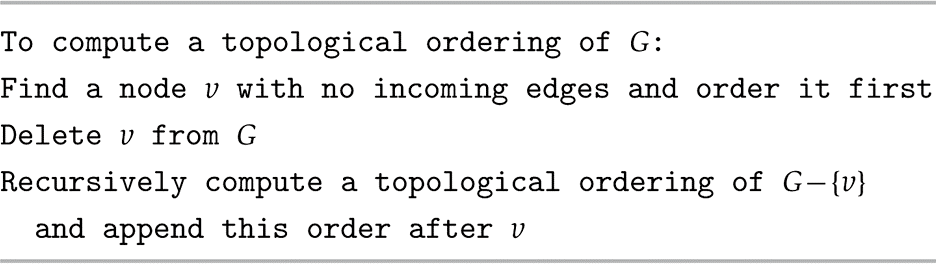 To compute a topological ordering of G:
Find a node v with no incoming edges and order it first
Delete v from G
Recursively compute a topological ordering of G−{v}
and append this order after v